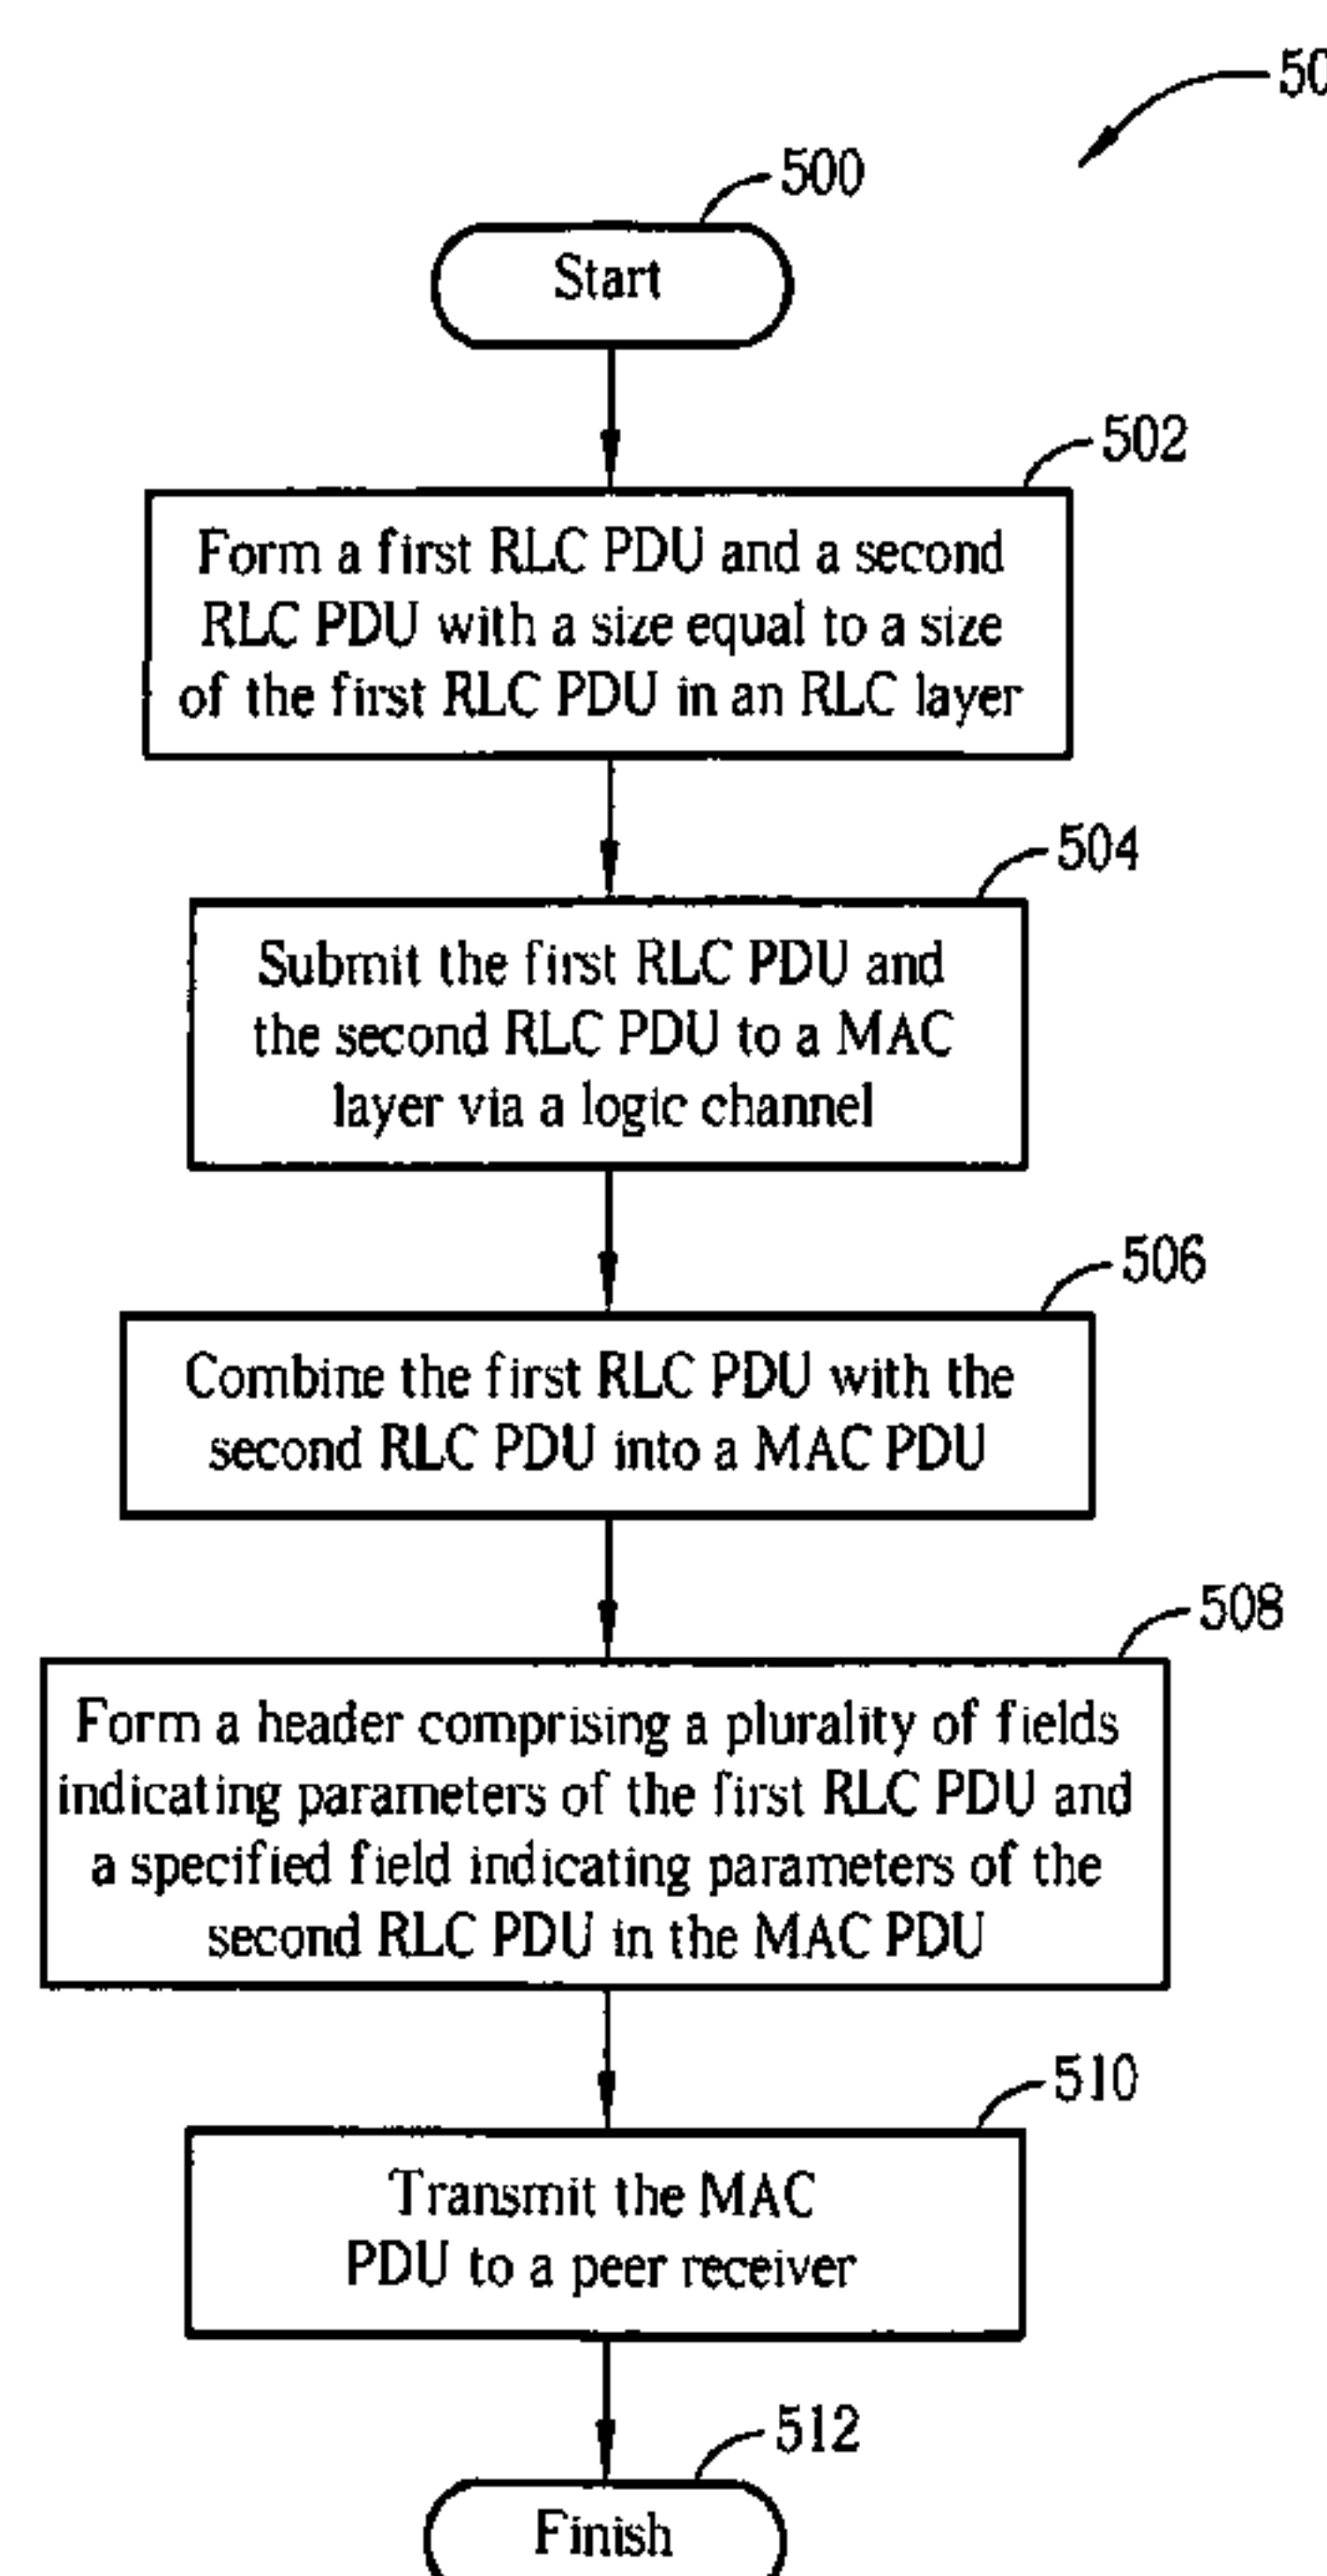 500
Start
502
Form a first RLC PDU and a second
RLC PDU with a size equal to a size
of the first RLC PDU in an RLC layer
504
Submit the first RLC PDU and
the second RLC PDU to a MAC
layer via a logic channel
506
Combine the first RLC PDU with the
second RLC PDU into a MAC PDU
508
Form a header comprising a plurality of fields
indicating parameters of the first RLC PDU and
a specified field indicating parameters of the
second RLC PDU in the MAC PDU
510
Transmit the MAC
PDU to a peer receiver
512
Finish